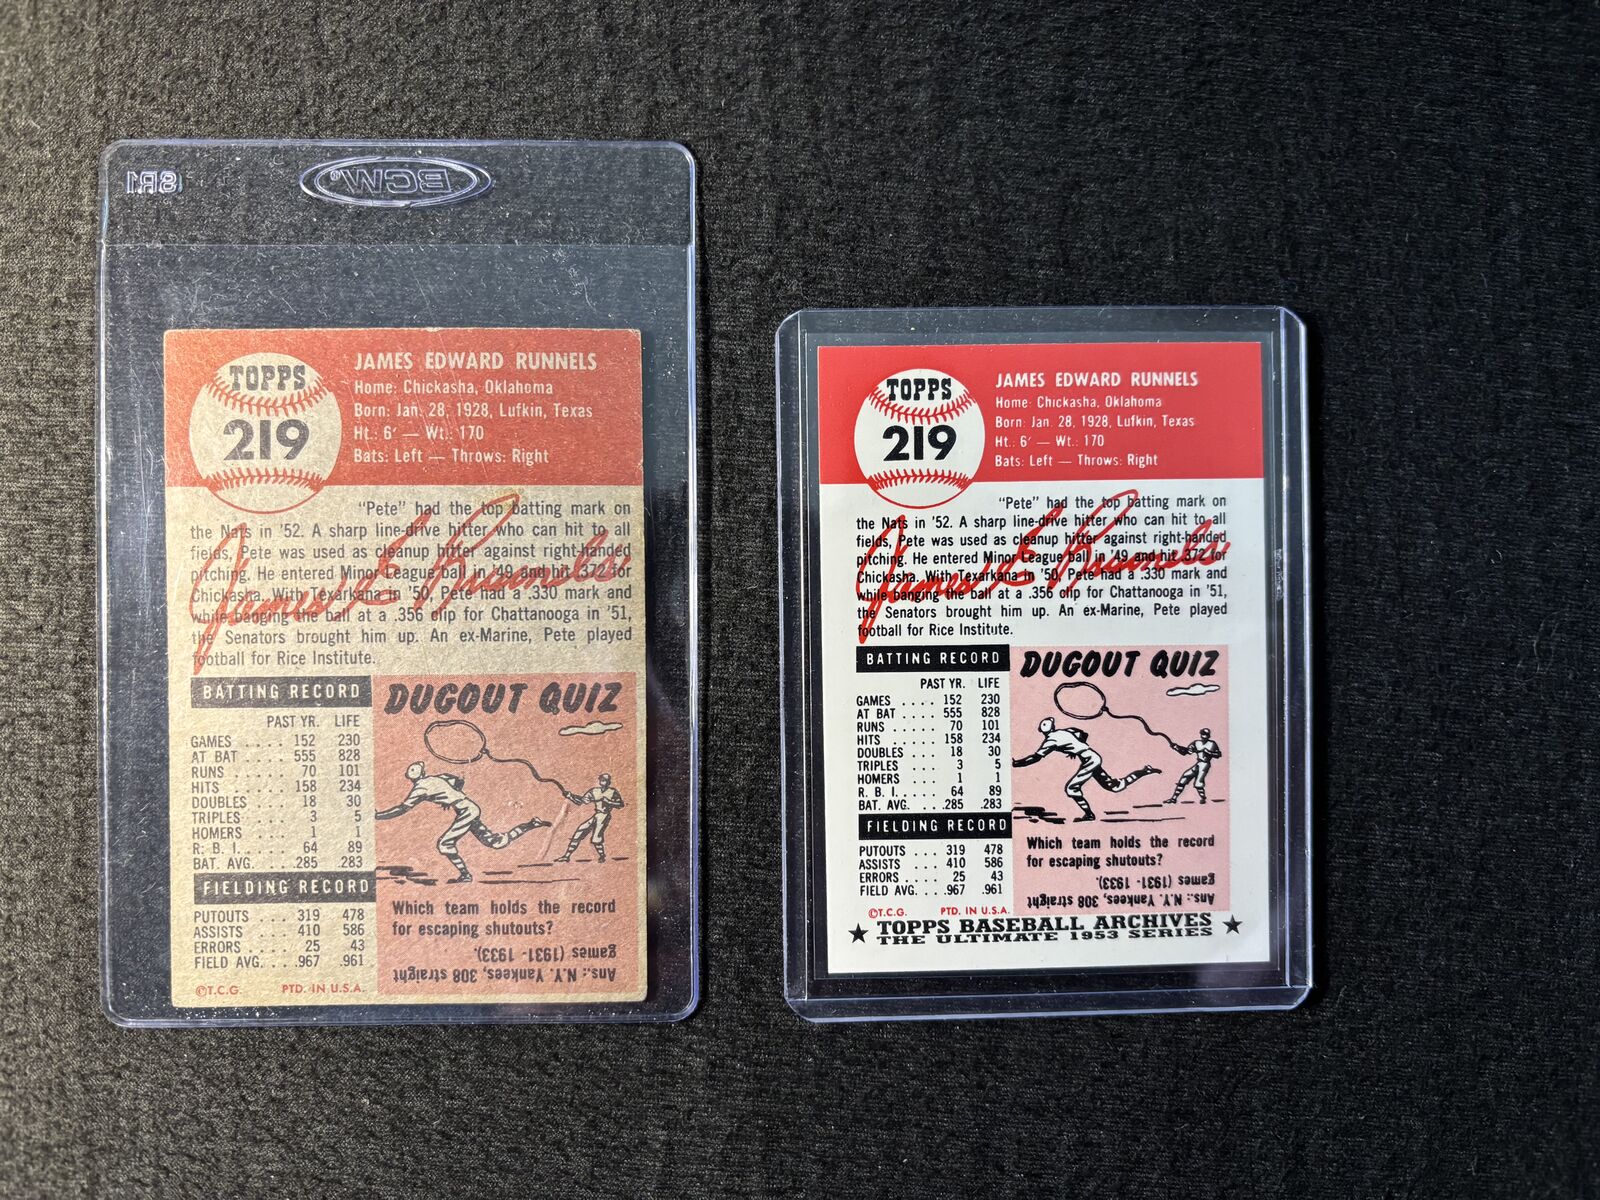 BCW
SR1
TOPPS
219
JAMES EDWARD RUNNELS
Home: Chickasha, Oklahoma
Born: Jan. 28, 1928, Lufkin, Texas
Ht.: 6' — Wt.: 170
Bats: Left — Throws: Right
"Pete" had the top batting mark on
the Nats in '52. A sharp line-drive hitter who can hit to all
fields, Pete was used as cleanup hitter against right-handed
pitching. He entered Minor League ball in '49 and hit .372 for
Chickasha. With Texarkana in '50, Pete had a .330 mark and
while banging the ball at a .356 clip for Chattanooga in '51,
the Senators brought him up. An ex-Marine, Pete played
football for Rice Institute.
James E Runnels
BATTING RECORD
PAST YR. LIFE
GAMES .... 152 230
AT BAT .... 555 828
RUNS ..... 70 101
HITS ..... 158 234
DOUBLES ... 18 30
TRIPLES ... 3 5
HOMERS ... 1 1
R. B. I..... 64 89
BAT. AVG. ...285 .283
FIELDING RECORD
PUTOUTS ... 319 478
ASSISTS ... 410 586
ERRORS ... 25 43
FIELD AVG. ...967 .961
©T.C.G. PTD. IN U.S.A.
DUGOUT QUIZ
Which team holds the record
for escaping shutouts?
Ans.: N.Y. Yankees, 308 straight
games (1931 - 1933).
TOPPS
219
JAMES EDWARD RUNNELS
Home: Chickasha, Oklahoma
Born: Jan. 28, 1928, Lufkin, Texas
Ht.: 6' — Wt.: 170
Bats: Left — Throws: Right
"Pete" had the top batting mark on
the Nats in '52. A sharp line-drive hitter who can hit to all
fields, Pete was used as cleanup hitter against right-handed
pitching. He entered Minor League ball in '49 and hit .372 for
Chickasha. With Texarkana in '50, Pete had a .330 mark and
while banging the ball at a .356 clip for Chattanooga in '51,
the Senators brought him up. An ex-Marine, Pete played
football for Rice Institute.
James E Runnels
BATTING RECORD
PAST YR. LIFE
GAMES .... 152 230
AT BAT .... 555 828
RUNS ..... 70 101
HITS ..... 158 234
DOUBLES ... 18 30
TRIPLES ... 3 5
HOMERS ... 1 1
R. B. I..... 64 89
BAT. AVG. ...285 .283
FIELDING RECORD
PUTOUTS ... 319 478
ASSISTS ... 410 586
ERRORS ... 25 43
FIELD AVG. ...967 .961
©T.C.G. PTD. IN U.S.A.
DUGOUT QUIZ
Which team holds the record
for escaping shutouts?
Ans.: N.Y. Yankees, 308 straight
games (1931 - 1933).
★ TOPPS BASEBALL ARCHIVES ★
THE ULTIMATE 1953 SERIES